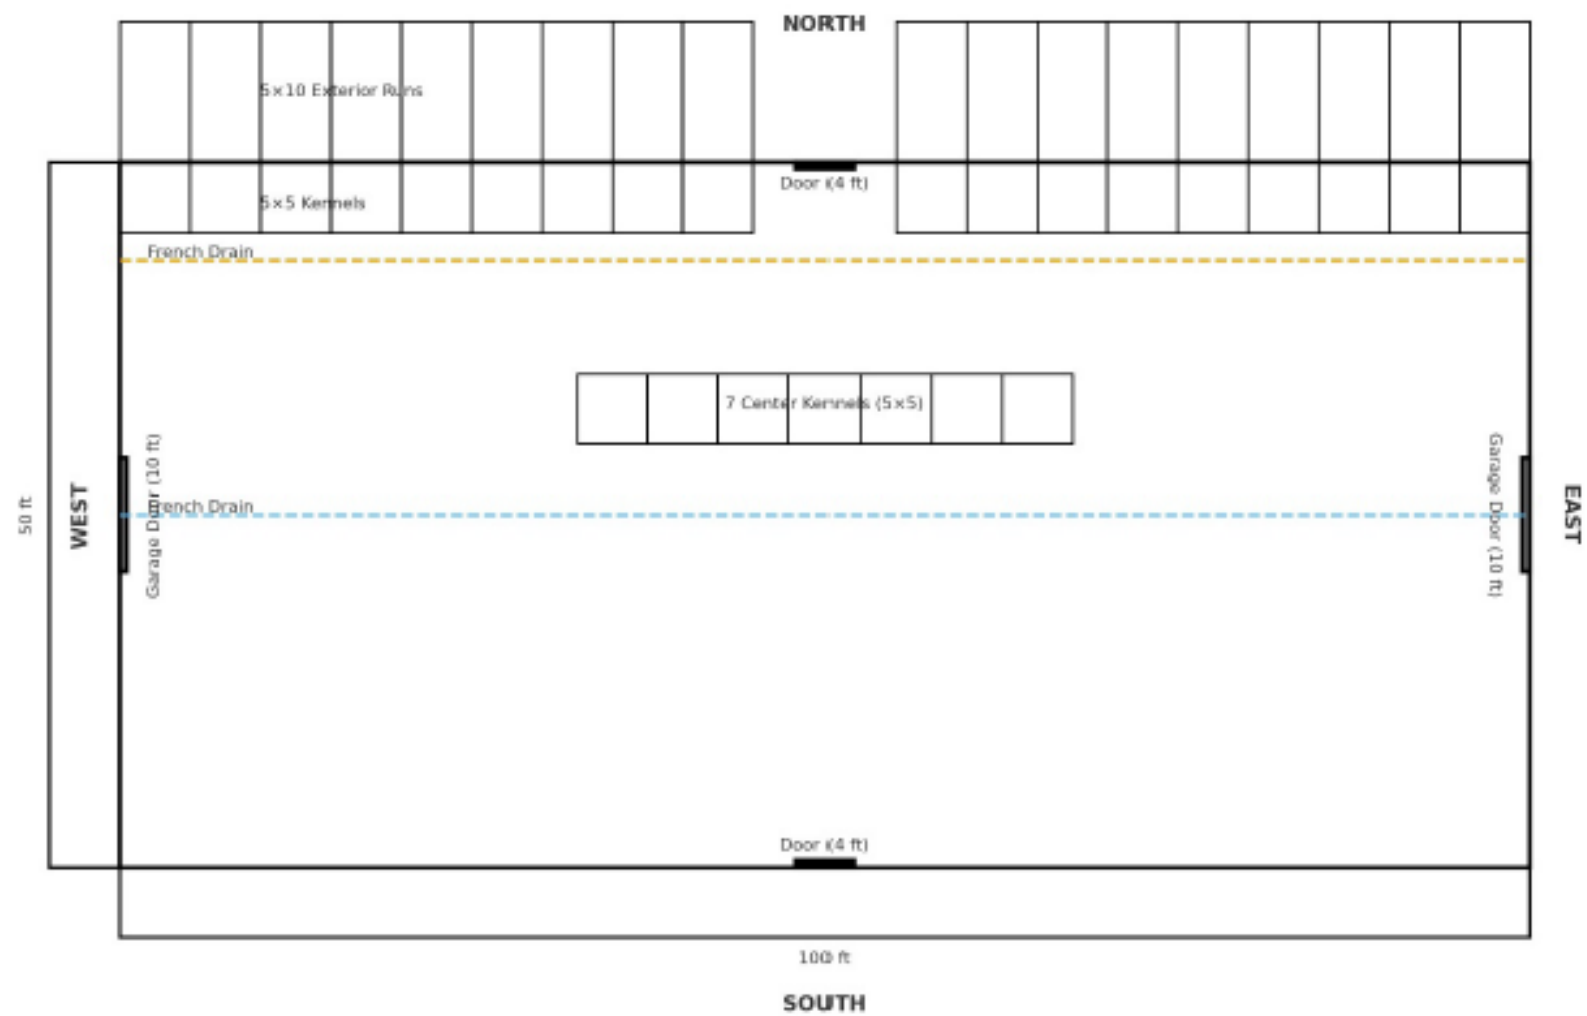 NORTH
5×10 Exterior Runs
Door (4 ft)
5×5 Kennels
French Drain
7 Center Kennels (5×5)
Garage Door (10 ft)
Garage Door (10 ft)
50 ft
WEST
French Drain
EAST
Door (4 ft)
100 ft
SOUTH